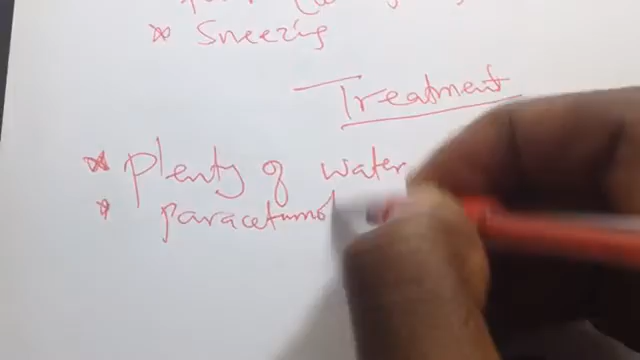 * Sneezing
Treatment
* plenty of water
* paracetamol